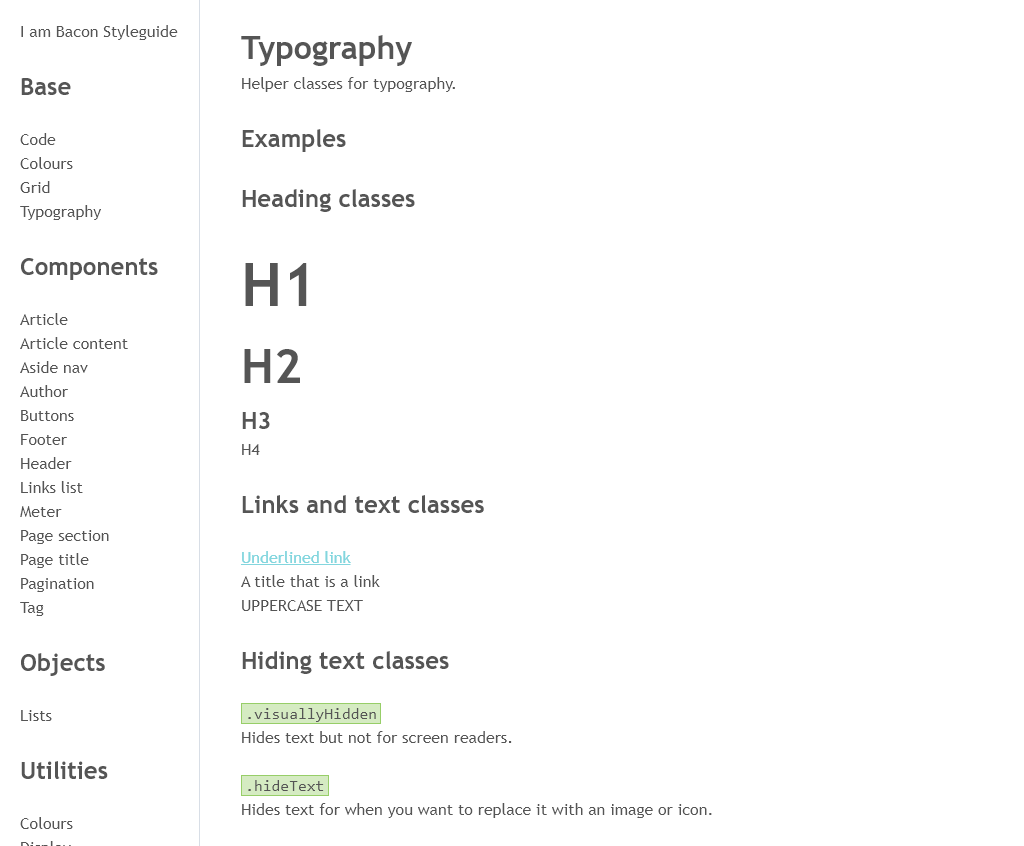 I am Bacon Styleguide
Base
Code
Colours
Grid
Typography
Components
Article
Article content
Aside nav
Author
Buttons
Footer
Header
Links list
Meter
Page section
Page title
Pagination
Tag
Objects
Lists
Utilities
Colours
Display
Typography
Helper classes for typography.
Examples
Heading classes
H1
H2
H3
H4
Links and text classes
Underlined link
A title that is a link
UPPERCASE TEXT
Hiding text classes
.visuallyHidden
Hides text but not for screen readers.
.hideText
Hides text for when you want to replace it with an image or icon.